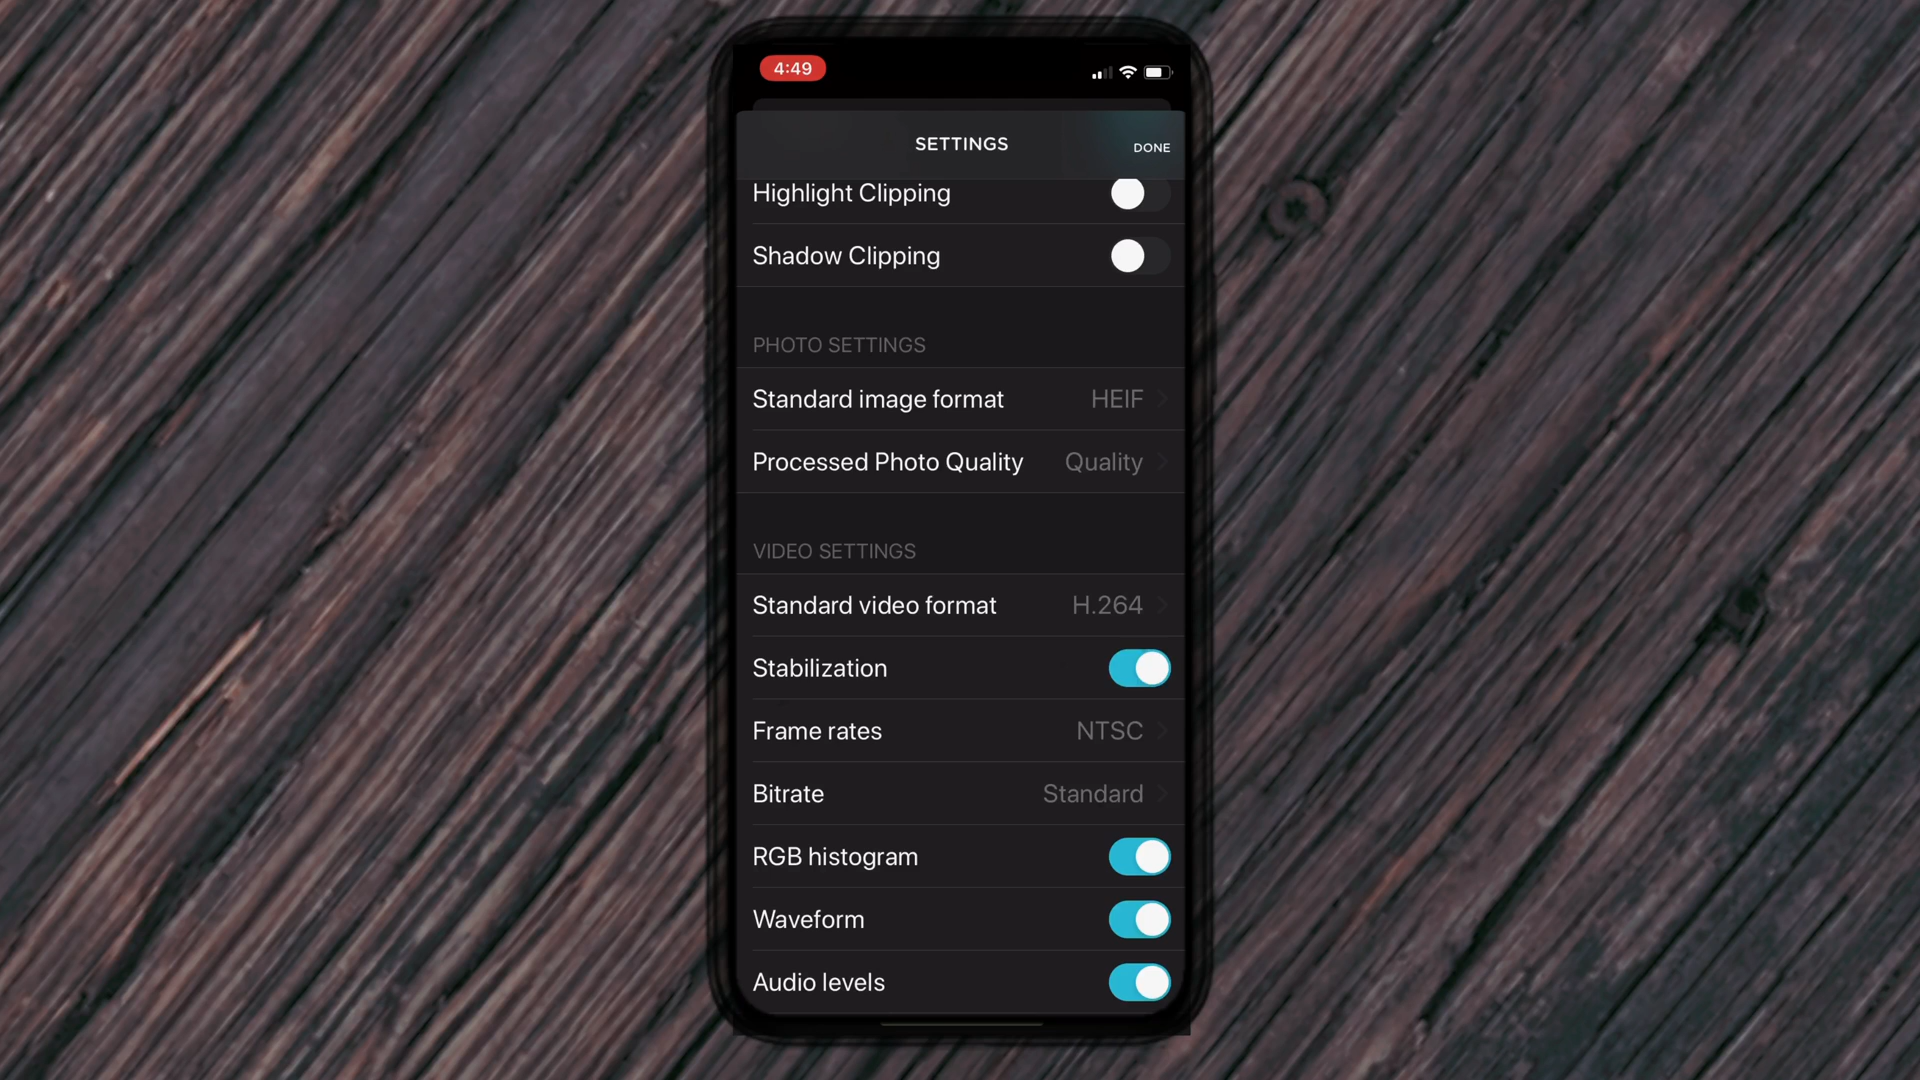 4:49
SETTINGS
DONE
Highlight Clipping
Shadow Clipping
PHOTO SETTINGS
Standard image format HEIF
Processed Photo Quality Quality
VIDEO SETTINGS
Standard video format H.264
Stabilization
Frame rates NTSC
Bitrate Standard
RGB histogram
Waveform
Audio levels